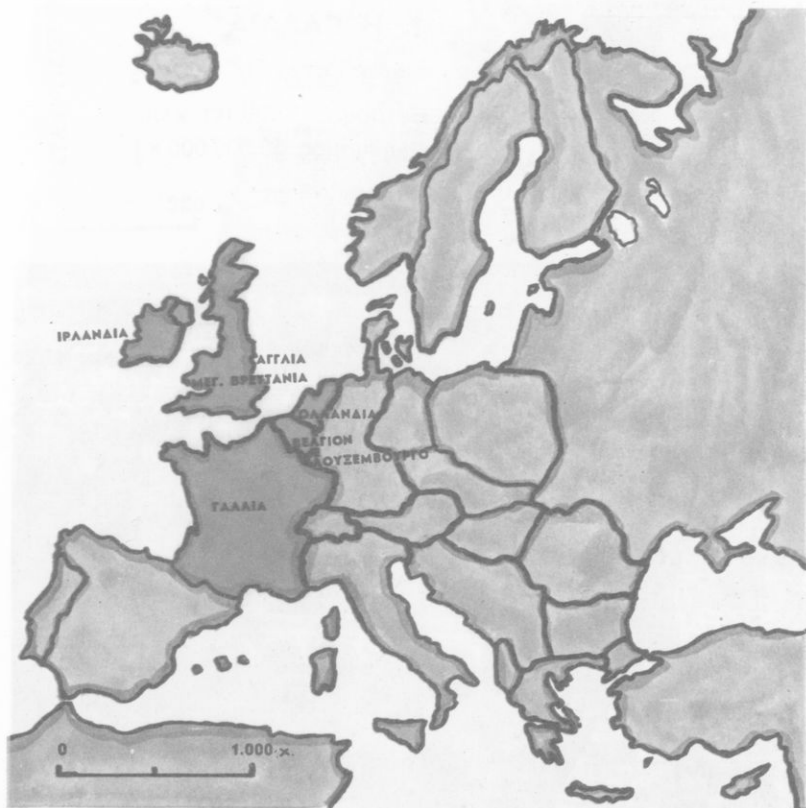 ΙΡΛΑΝΔΙΑ
ΑΓΓΛΙΑ
ΜΕΓ. ΒΡΕΤΤΑΝΙΑ
ΟΛΛΑΝΔΙΑ
ΒΕΛΓΙΟΝ
ΛΟΥΞΕΜΒΟΥΡΓΟ
ΓΑΛΛΙΑ
0 1.000 χ.